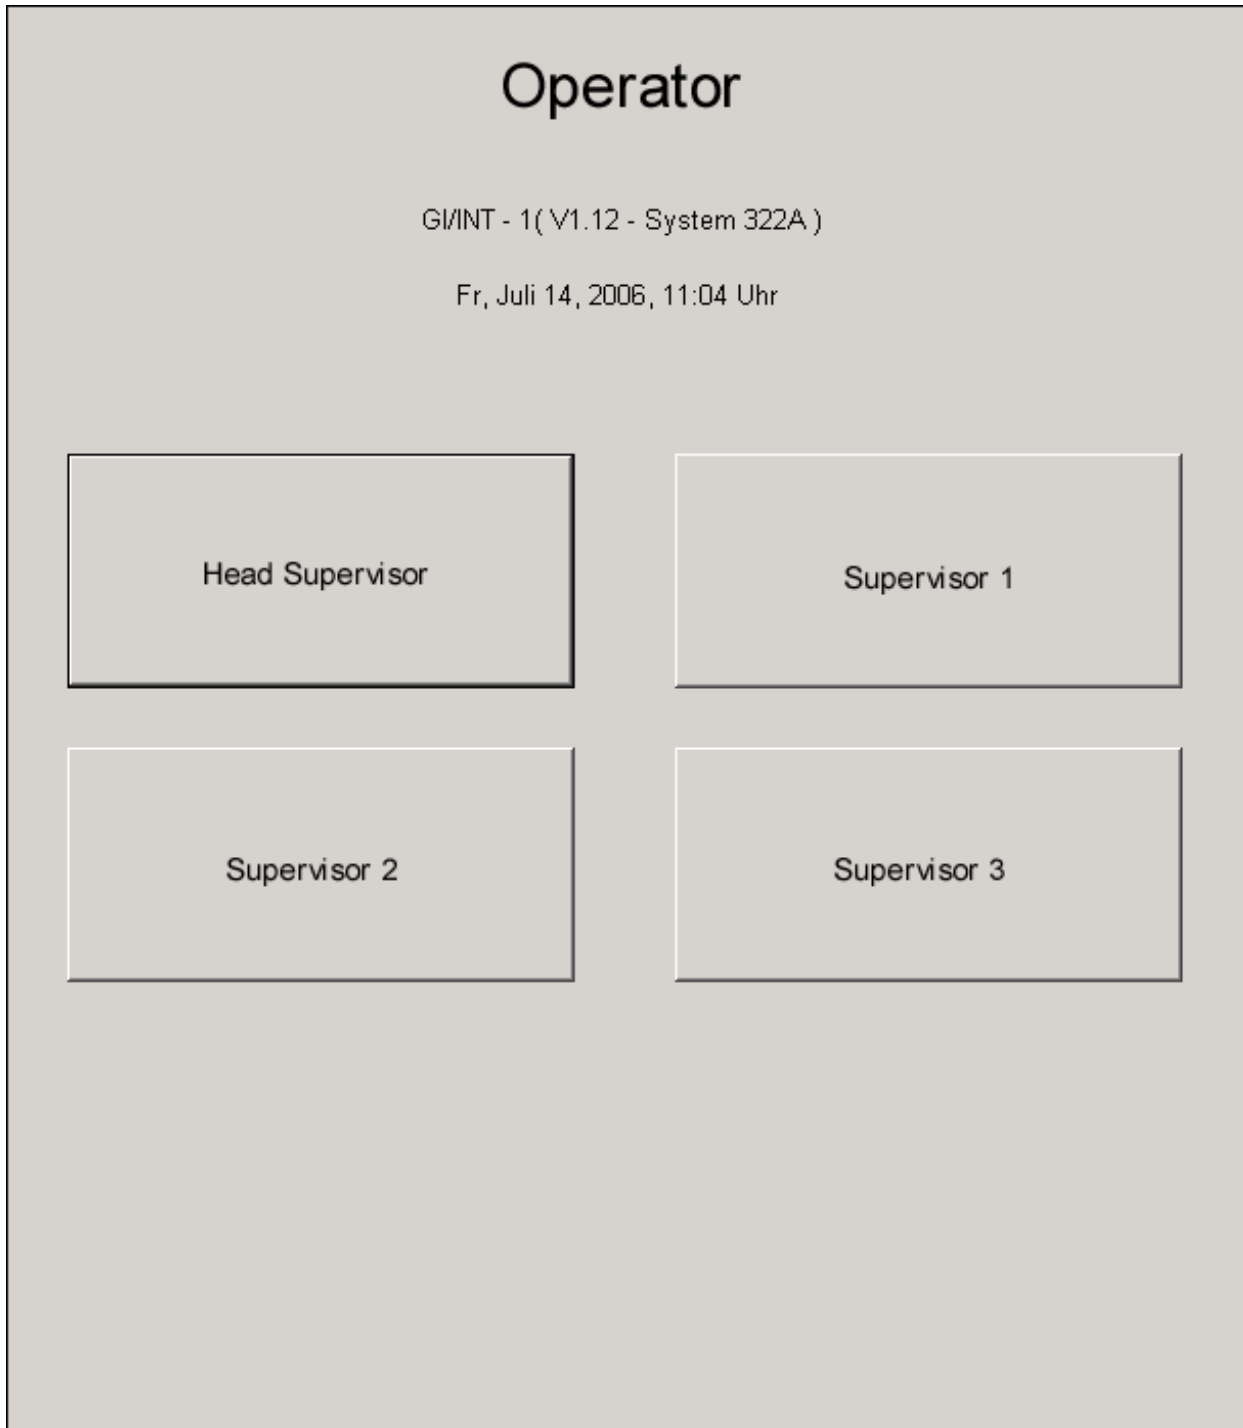 Operator
GI/INT - 1( V1.12 - System 322A )
Fr, Juli 14, 2006, 11:04 Uhr
Head Supervisor
Supervisor 1
Supervisor 2
Supervisor 3